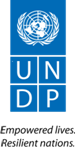 U N
D P
Empowered lives.
Resilient nations.